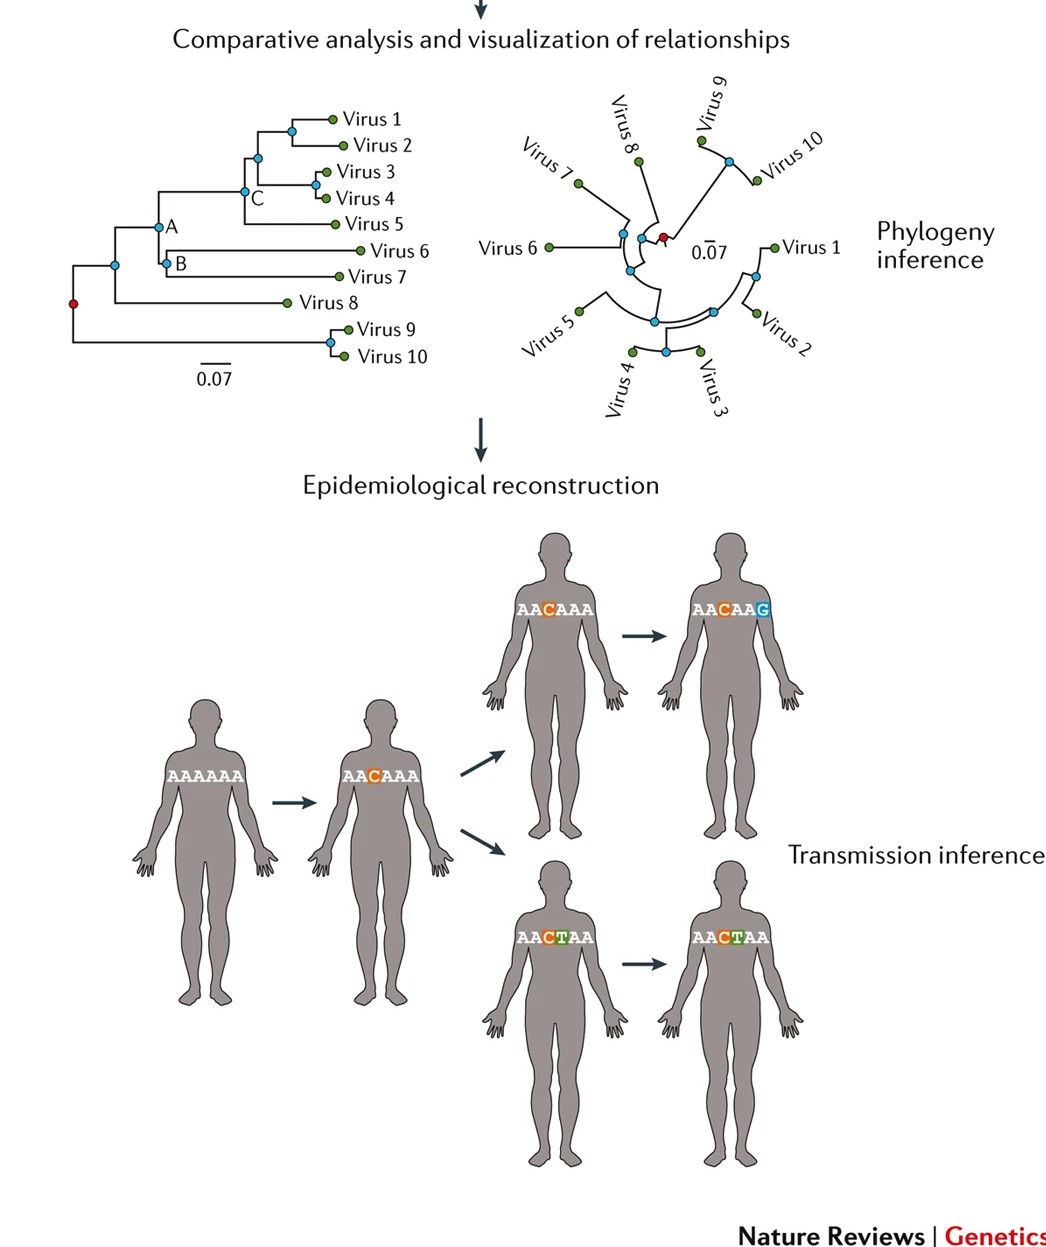 Comparative analysis and visualization of relationships
Virus 1
Virus 2
Virus 3
Virus 4
C
Virus 5
A
Virus 6
B
Virus 7
Virus 8
Virus 9
Virus 10
0.07
Virus 9
Virus 8
Virus 10
Virus 7
Virus 6
0.07
Virus 1
Virus 5
Virus 2
Virus 4
Virus 3
Phylogeny
inference
Epidemiological reconstruction
AACAAA
AACAAG
AAAAAA
AACAAA
Transmission inference
AACTAA
AACTAA
Nature Reviews | Genetics